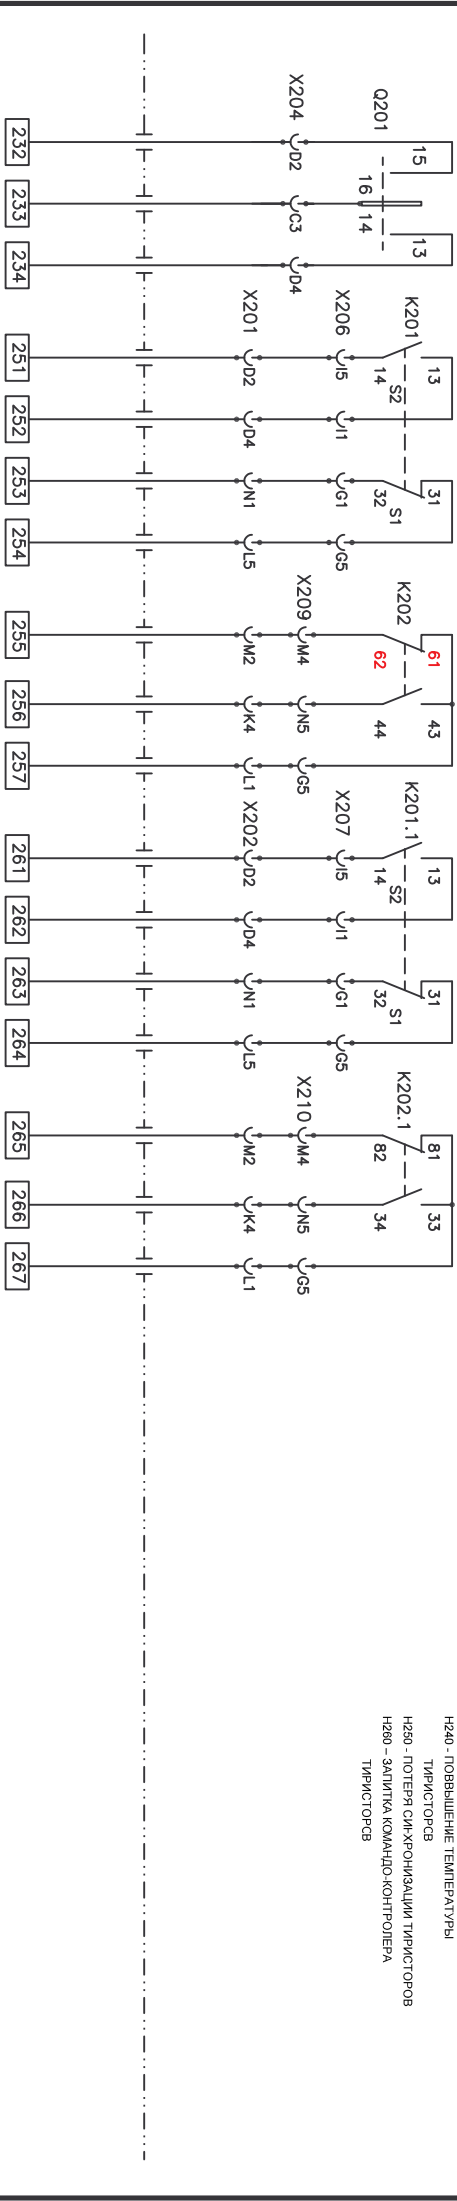 15 13 13 31 61 43 13 31 81 33
Q201 K201 K202 K201.1 K202.1
16 14 S2 S1 S2 S1
14 32 62 44 14 32 82 34
X204 X206 X209 X207 X210
D2 C3 D4 I5 I1 G1 G5 M4 N5 G5 I5 I1 G1 G5 M4 N5 G5
X201 X202
D2 D4 N1 L5 M2 K4 L1 D2 D4 N1 L5 M2 K4 L1
232 233 234 251 252 253 254 255 256 257 261 262 263 264 265 266 267
H240 - ПОВВЫШЕНИЕ ТЕМПЕРАТУРЫ
ТИРИСТОРСВ
H250 - ПОТЕРЯ СИНХРОНИЗАЦИИ ТИРИСТОРОВ
H260 – ЗАПИТКА КОМАНДО-КОНТРОЛЕРА
ТИРИСТОРСВ